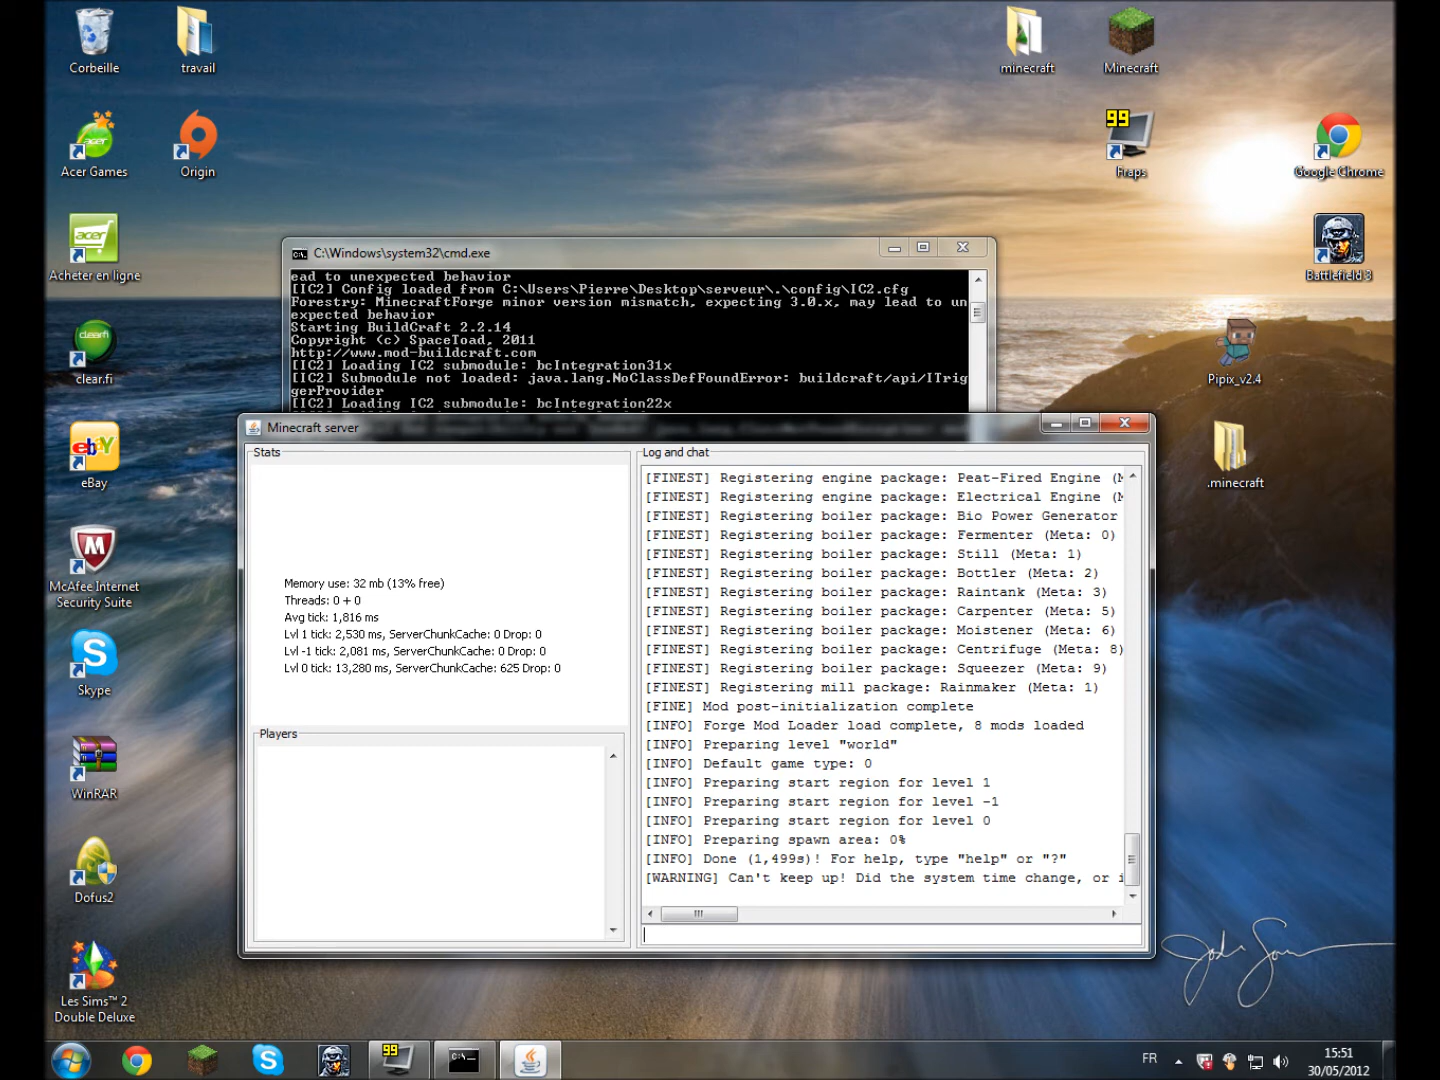 Corbeille
travail
minecraft
Minecraft
Acer Games
Origin
99
Fraps
Google Chrome
acer
Acheter en ligne
Battlefield 3
clearfi
clear.fi
Pipix_v2.4
ebY
eBay
.minecraft
McAfee Internet
Security Suite
Skype
WinRAR
Dofus2
Les Sims™ 2
Double Deluxe
C:\Windows\system32\cmd.exe
ead to unexpected behavior
[IC2] Config loaded from C:\Users\Pierre\Desktop\serveur\.\config\IC2.cfg
Forestry: MinecraftForge minor version mismatch, expecting 3.0.x, may lead to un
expected behavior
Starting BuildCraft 2.2.14
Copyright (c) SpaceToad, 2011
http://www.mod-buildcraft.com
[IC2] Loading IC2 submodule: bcIntegration31x
[IC2] Submodule not loaded: java.lang.NoClassDefFoundError: buildcraft/api/ITrig
gerProvider
[IC2] Loading IC2 submodule: bcIntegration22x
Minecraft server
Stats
Memory use: 32 mb (13% free)
Threads: 0 + 0
Avg tick: 1,816 ms
Lvl 1 tick: 2,530 ms, ServerChunkCache: 0 Drop: 0
Lvl -1 tick: 2,081 ms, ServerChunkCache: 0 Drop: 0
Lvl 0 tick: 13,280 ms, ServerChunkCache: 625 Drop: 0
Players
Log and chat
[FINEST] Registering engine package: Peat-Fired Engine (M
[FINEST] Registering engine package: Electrical Engine (M
[FINEST] Registering boiler package: Bio Power Generator
[FINEST] Registering boiler package: Fermenter (Meta: 0)
[FINEST] Registering boiler package: Still (Meta: 1)
[FINEST] Registering boiler package: Bottler (Meta: 2)
[FINEST] Registering boiler package: Raintank (Meta: 3)
[FINEST] Registering boiler package: Carpenter (Meta: 5)
[FINEST] Registering boiler package: Moistener (Meta: 6)
[FINEST] Registering boiler package: Centrifuge (Meta: 8)
[FINEST] Registering boiler package: Squeezer (Meta: 9)
[FINEST] Registering mill package: Rainmaker (Meta: 1)
[FINE] Mod post-initialization complete
[INFO] Forge Mod Loader load complete, 8 mods loaded
[INFO] Preparing level "world"
[INFO] Default game type: 0
[INFO] Preparing start region for level 1
[INFO] Preparing start region for level -1
[INFO] Preparing start region for level 0
[INFO] Preparing spawn area: 0%
[INFO] Done (1,499s)! For help, type "help" or "?"
[WARNING] Can't keep up! Did the system time change, or i
99
C:\_
FR
15:51
30/05/2012